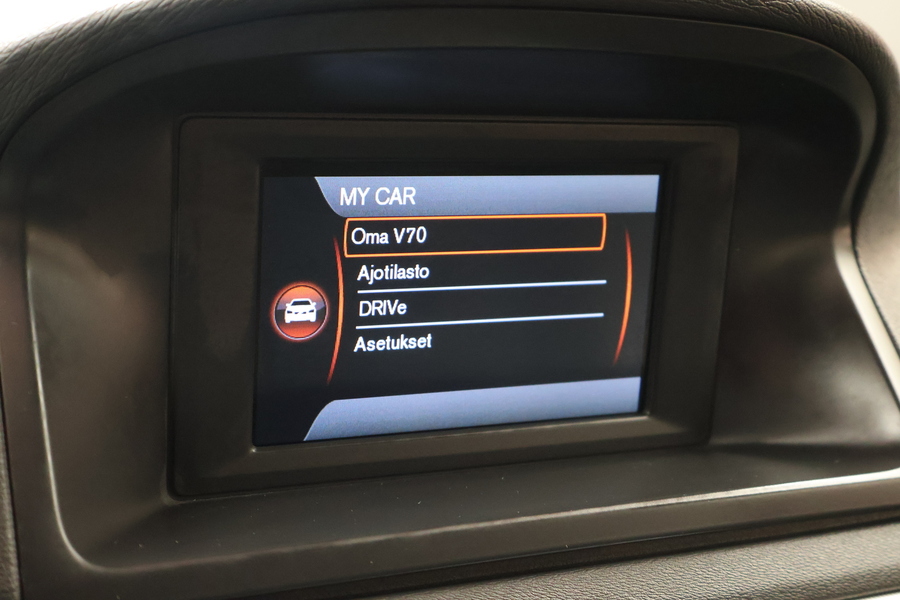 MY CAR
Oma V70
Ajotilasto
DRIVe
Asetukset